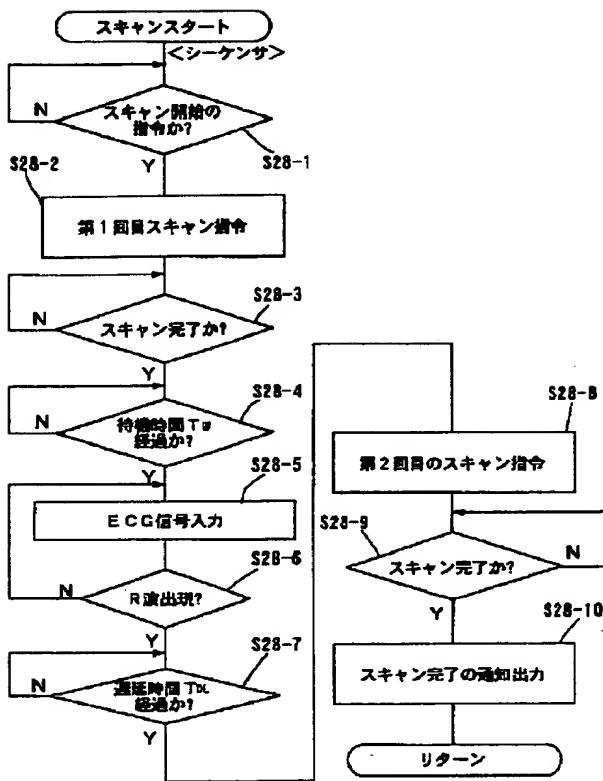 スキャンスタート
＜シーケンサ＞
スキャン開始の
指令か?
N
Y
S28-1
S28-2
第1回目スキャン指令
S28-3
スキャン完了か?
N
Y
S28-4
待機時間TW
経過か?
N
Y
S28-5
ECG信号入力
S28-6
R波出現?
N
Y
S28-7
遅延時間TDL
経過か?
N
Y
S28-8
第2回目のスキャン指令
S28-9
スキャン完了か?
N
Y
S28-10
スキャン完了の通知出力
リターン